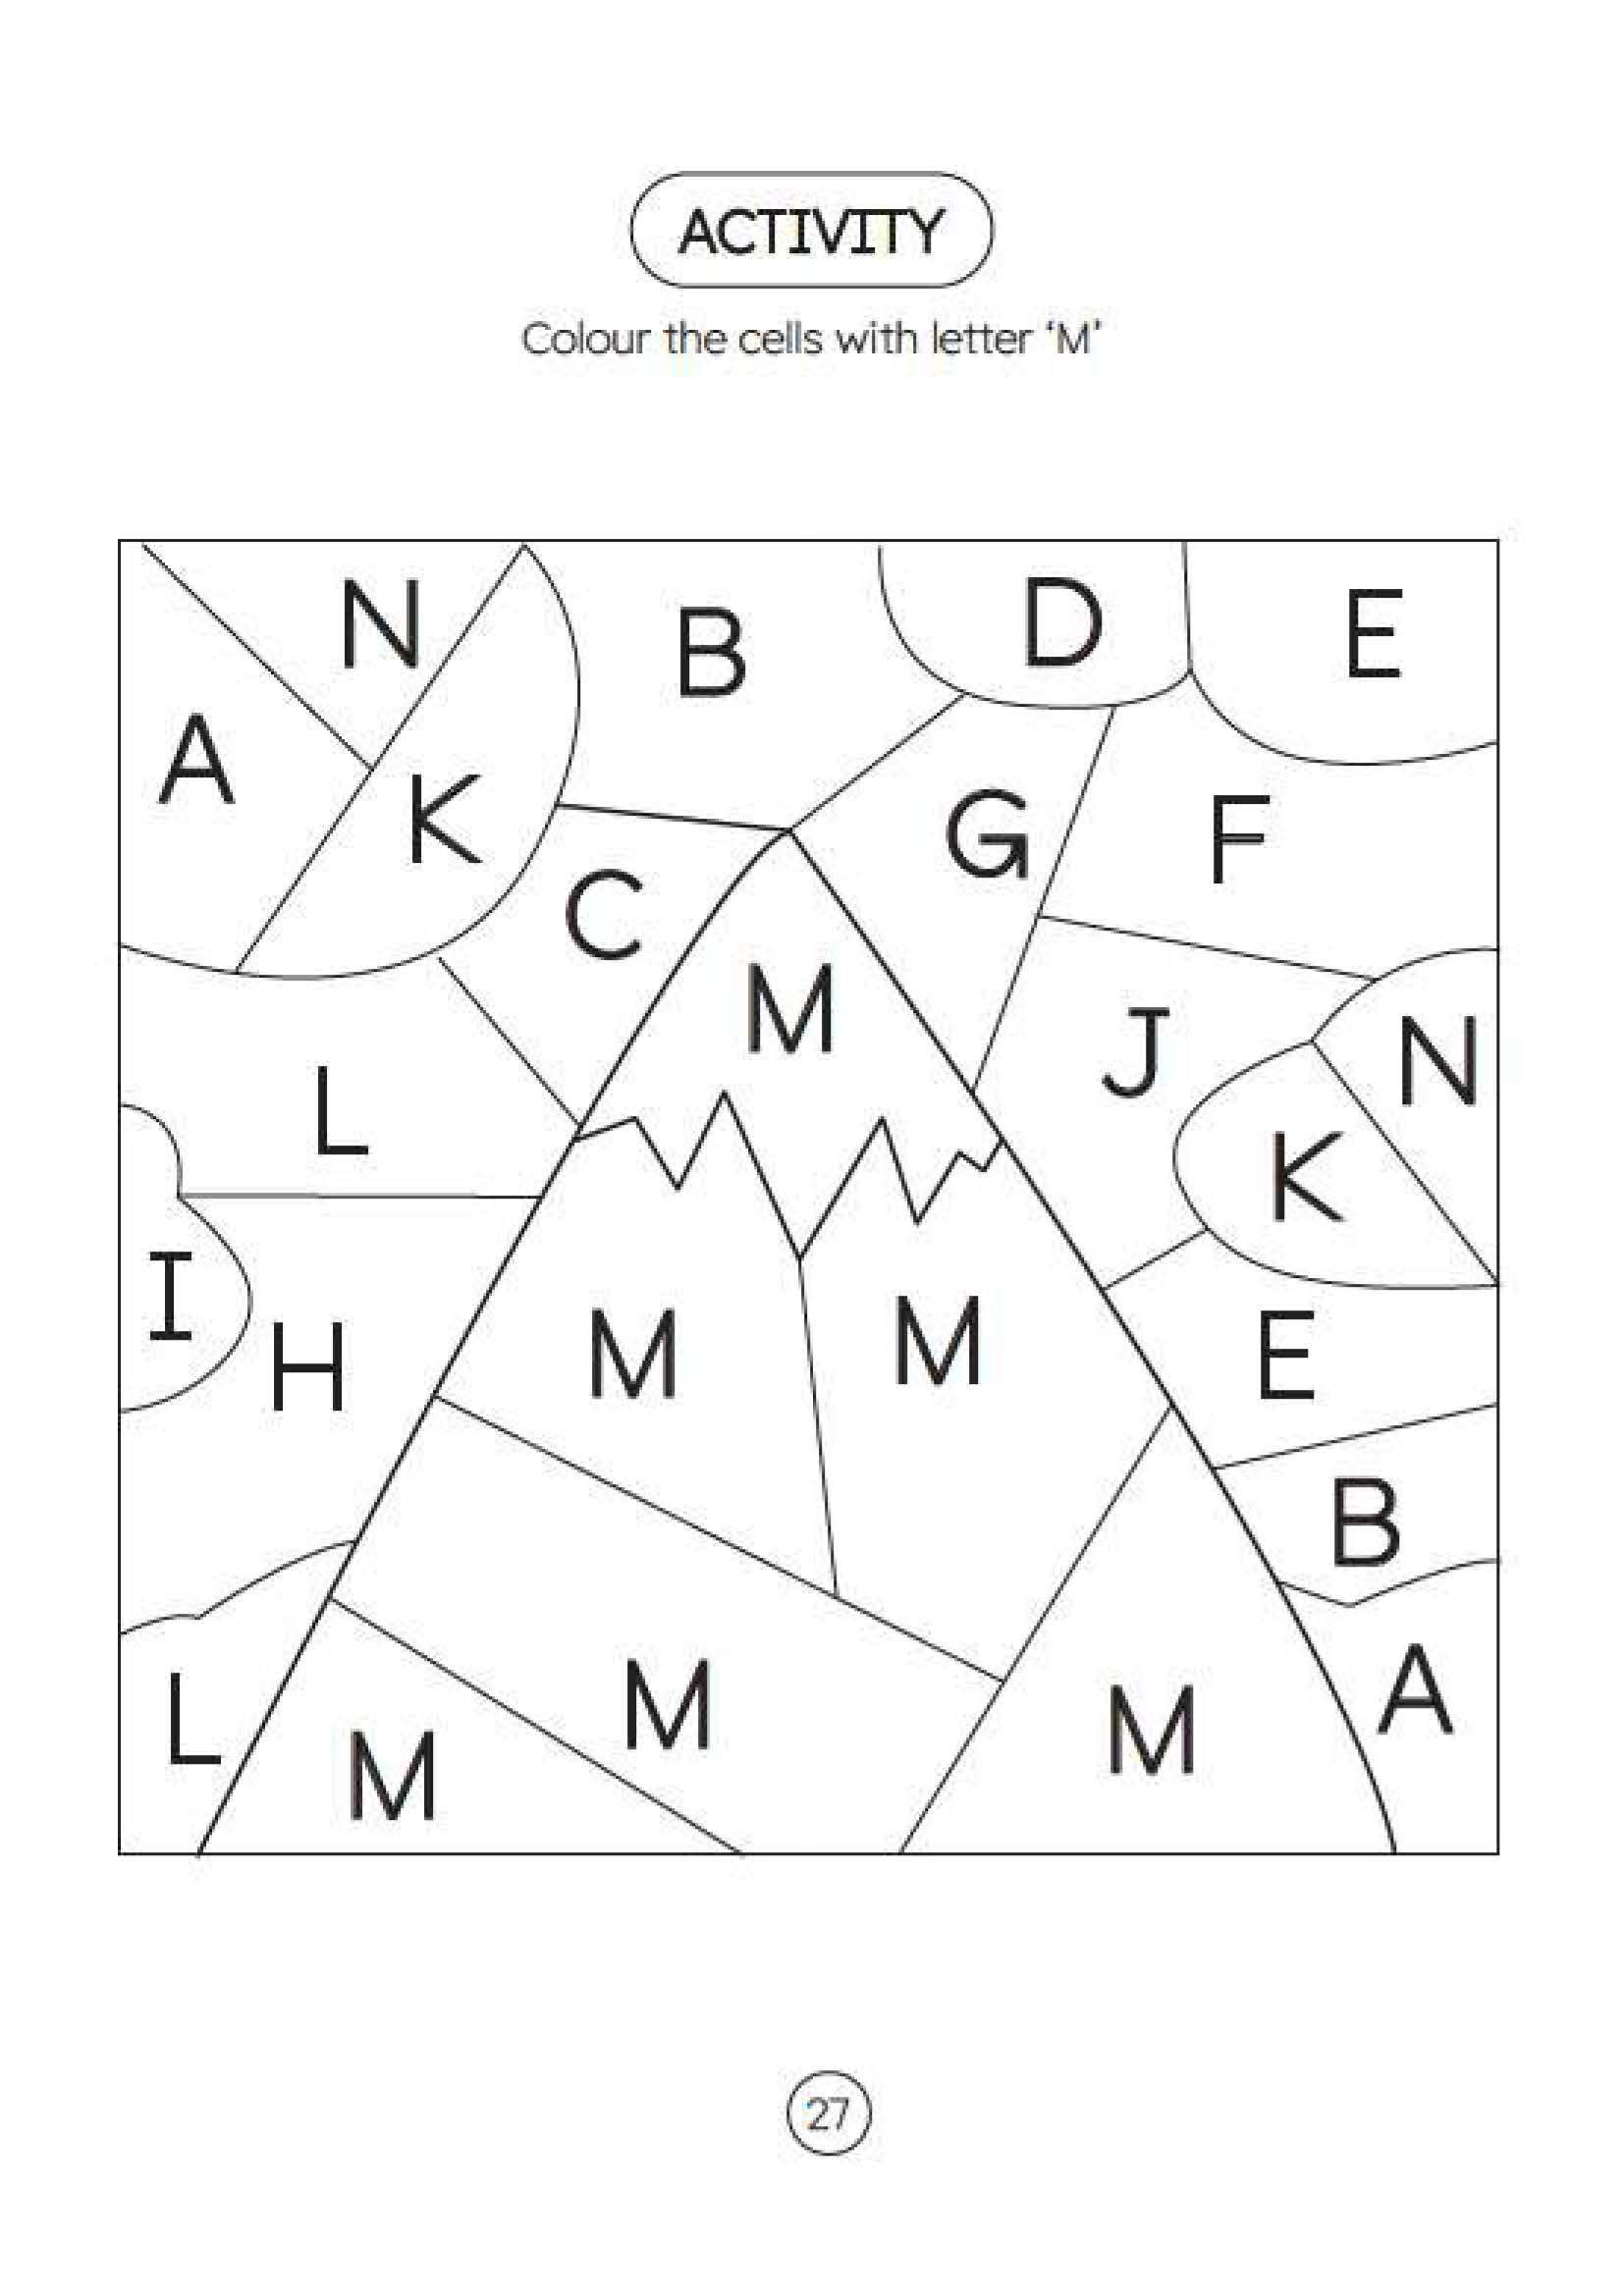 ACTIVITY
Colour the cells with letter ‘M’
N B D E
A K G F
C
M
J N
L K
I H M M E
B
L M M M A
27